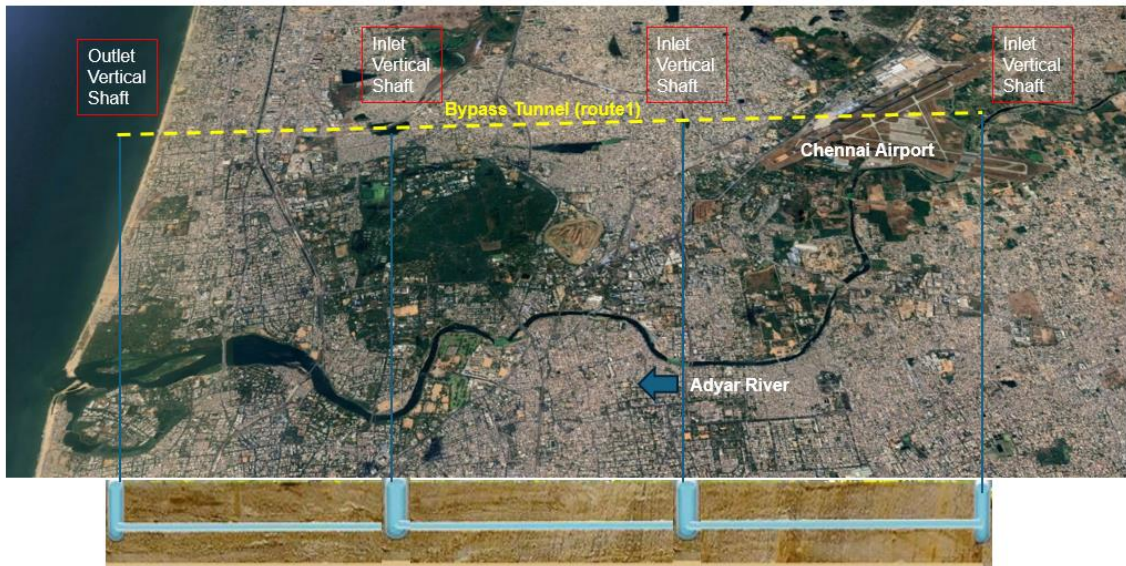 Outlet
Vertical
Shaft
Inlet
Vertical
Shaft
Inlet
Vertical
Shaft
Inlet
Vertical
Shaft
Bypass Tunnel (route1)
Chennai Airport
Adyar River